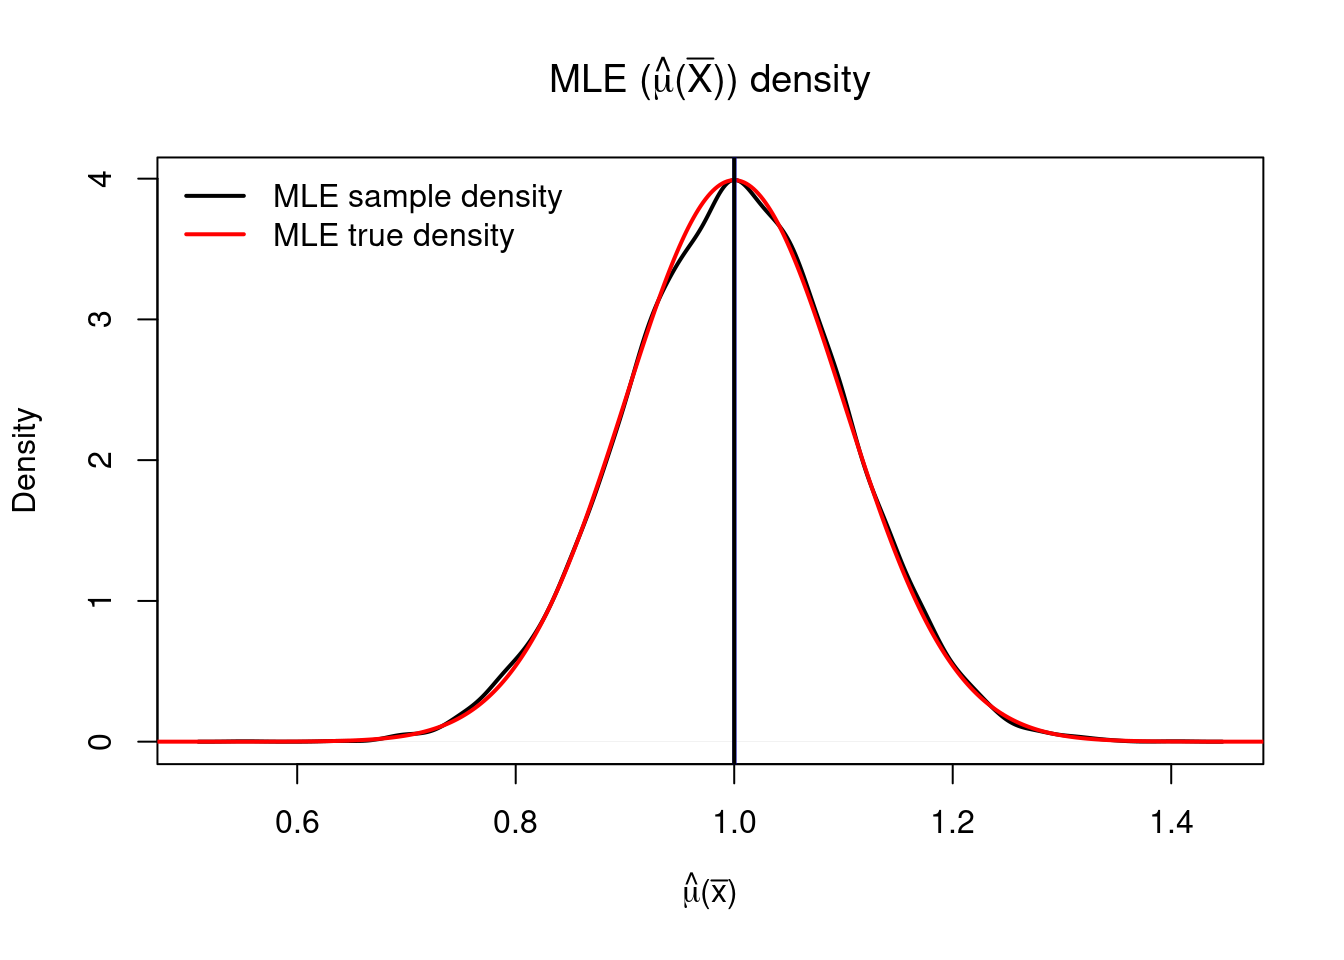 MLE (μ̂(X̅)) density
MLE sample density
MLE true density
4
3
2
1
0
Density
0.6 0.8 1.0 1.2 1.4
μ̂(x̅)